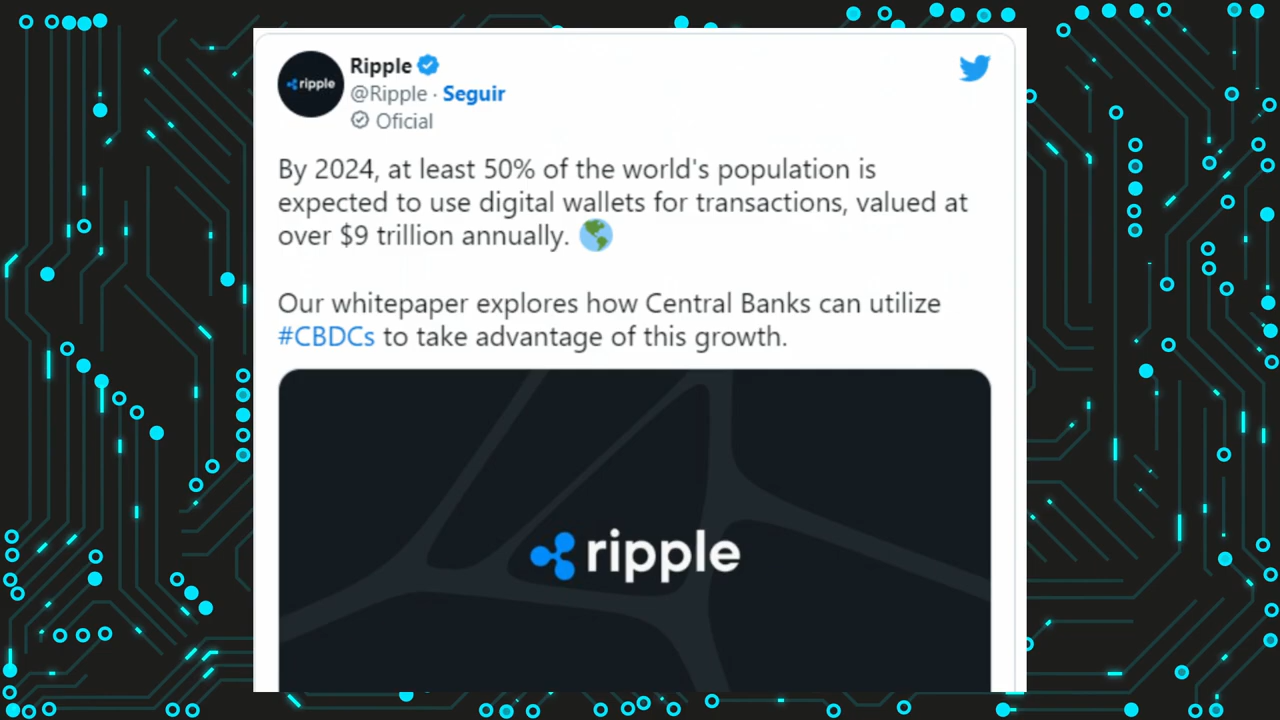 ripple
Ripple
@Ripple · Seguir
Oficial
By 2024, at least 50% of the world's population is
expected to use digital wallets for transactions, valued at
over $9 trillion annually. 🌎
Our whitepaper explores how Central Banks can utilize
#CBDCs to take advantage of this growth.
ripple